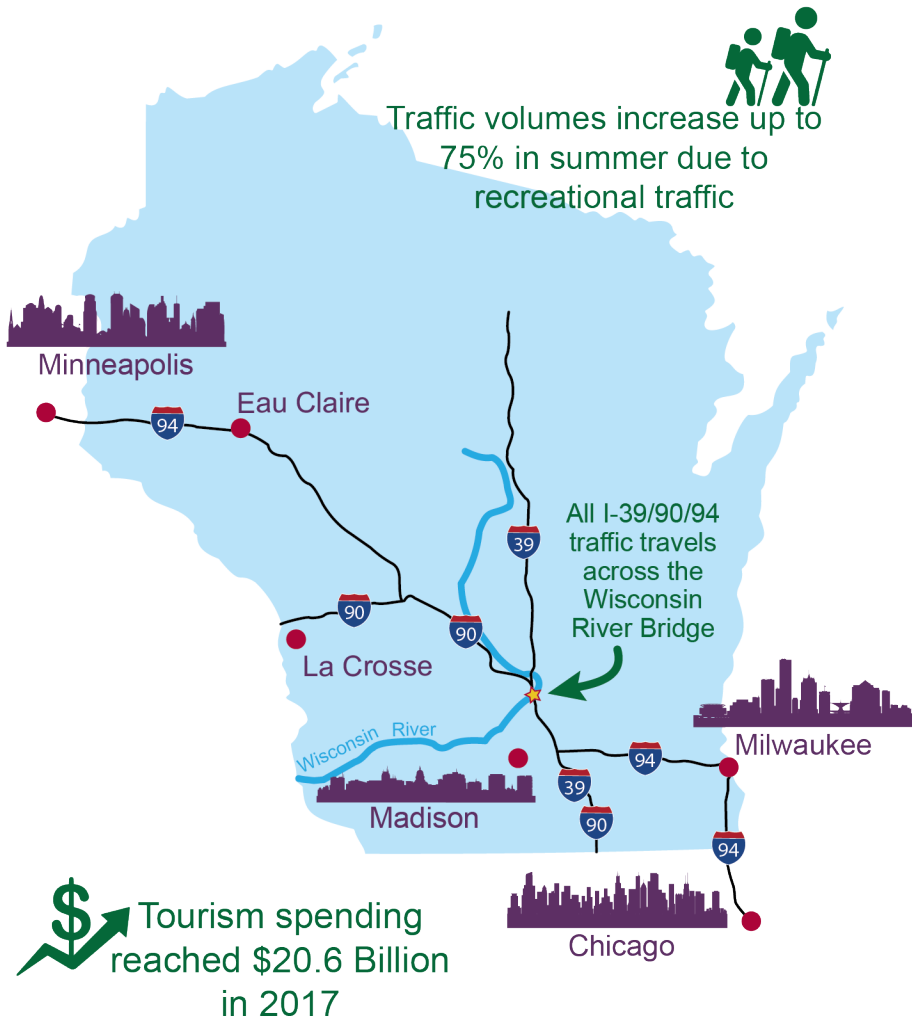 Traffic volumes increase up to
75% in summer due to
recreational traffic
Minneapolis
Eau Claire
94
All I-39/90/94
traffic travels
across the
Wisconsin
River Bridge
39
90
90
La Crosse
Wisconsin River
Milwaukee
94
39
Madison
90
94
$
Tourism spending
reached $20.6 Billion
in 2017
Chicago